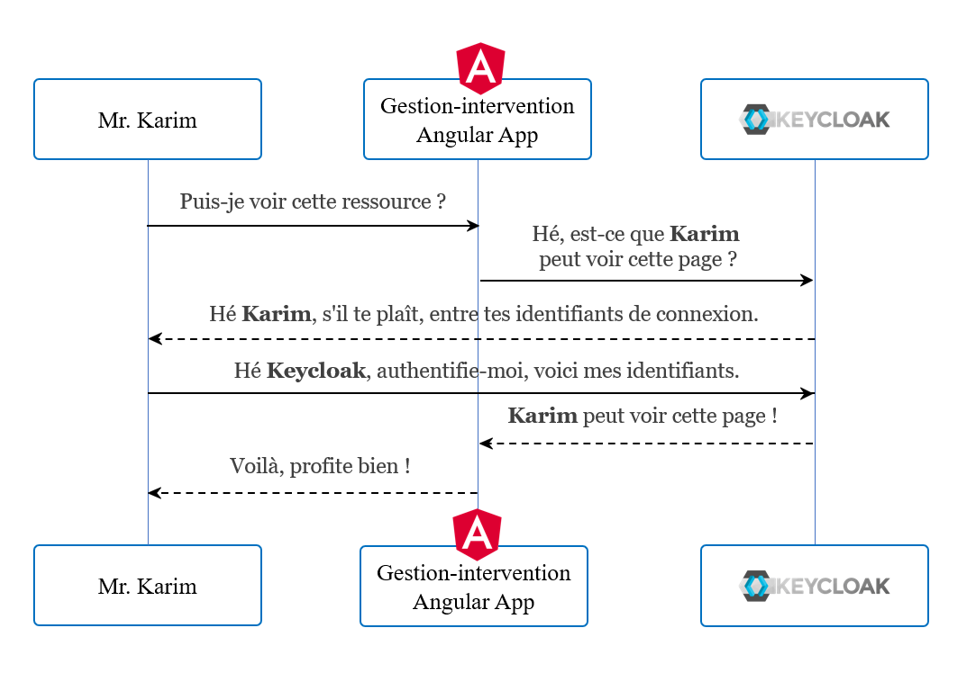 Mr. Karim
Gestion-intervention
Angular App
KEYCLOAK
Puis-je voir cette ressource ?
Hé, est-ce que Karim
peut voir cette page ?
Hé Karim, s'il te plaît, entre tes identifiants de connexion.
Hé Keycloak, authentifie-moi, voici mes identifiants.
Karim peut voir cette page !
Voilà, profite bien !
Mr. Karim
Gestion-intervention
Angular App
KEYCLOAK